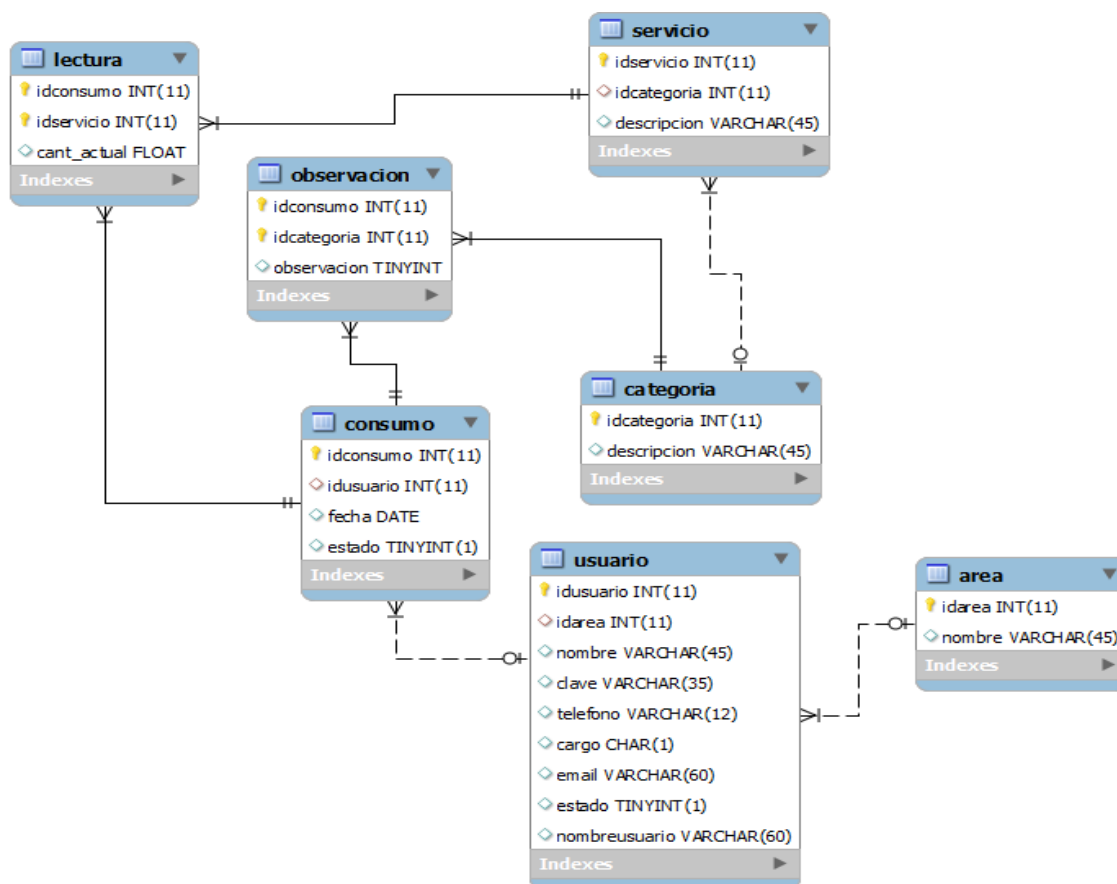 lectura
idconsumo INT(11)
idservicio INT(11)
cant_actual FLOAT
Indexes
servicio
idservicio INT(11)
idcategoria INT(11)
descripcion VARCHAR(45)
Indexes
observacion
idconsumo INT(11)
idcategoria INT(11)
observacion TINYINT
Indexes
categoria
idcategoria INT(11)
descripcion VARCHAR(45)
Indexes
consumo
idconsumo INT(11)
idusuario INT(11)
fecha DATE
estado TINYINT(1)
Indexes
usuario
idusuario INT(11)
idarea INT(11)
nombre VARCHAR(45)
clave VARCHAR(35)
telefono VARCHAR(12)
cargo CHAR(1)
email VARCHAR(60)
estado TINYINT(1)
nombreusuario VARCHAR(60)
Indexes
area
idarea INT(11)
nombre VARCHAR(45)
Indexes